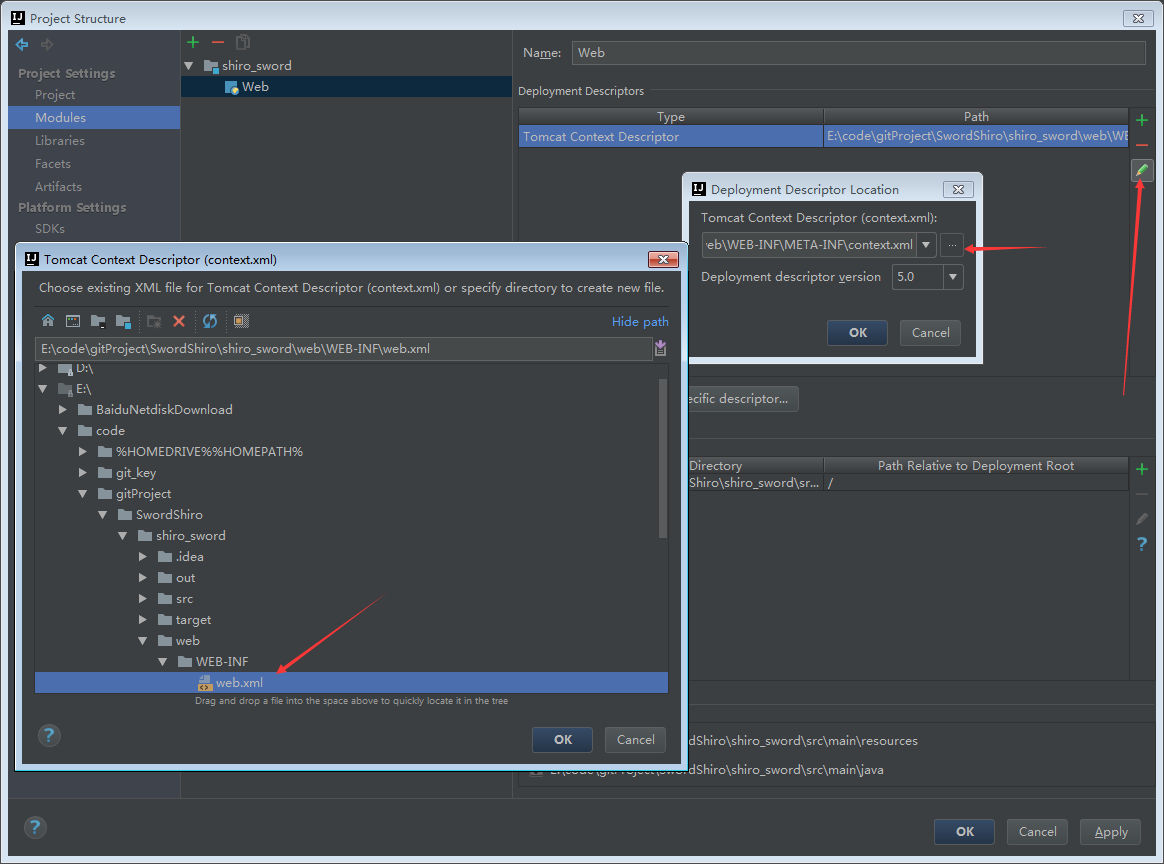 Project Structure
Project Settings
Project
Modules
Libraries
Facets
Artifacts
Platform Settings
SDKs
shiro_sword
Web
Name: Web
Deployment Descriptors
Type Path
Tomcat Context Descriptor E:\code\gitProject\SwordShiro\shiro_sword\web\WE
Deployment Descriptor Location
Tomcat Context Descriptor (context.xml):
eb\WEB-INF\META-INF\context.xml ...
Deployment descriptor version 5.0
OK Cancel
ecific descriptor...
Directory Path Relative to Deployment Root
Shiro\shiro_sword\sr... /
?
Tomcat Context Descriptor (context.xml)
Choose existing XML file for Tomcat Context Descriptor (context.xml) or specify directory to create new file.
Hide path
E:\code\gitProject\SwordShiro\shiro_sword\web\WEB-INF\web.xml
D:\
E:\
BaiduNetdiskDownload
code
%HOMEDRIVE%%HOMEPATH%
git_key
gitProject
SwordShiro
shiro_sword
.idea
out
src
target
web
WEB-INF
web.xml
Drag and drop a file into the space above to quickly locate it in the tree
? OK Cancel
rdShiro\shiro_sword\src\main\resources
E:\code\gitProject\SwordShiro\shiro_sword\src\main\java
? OK Cancel Apply